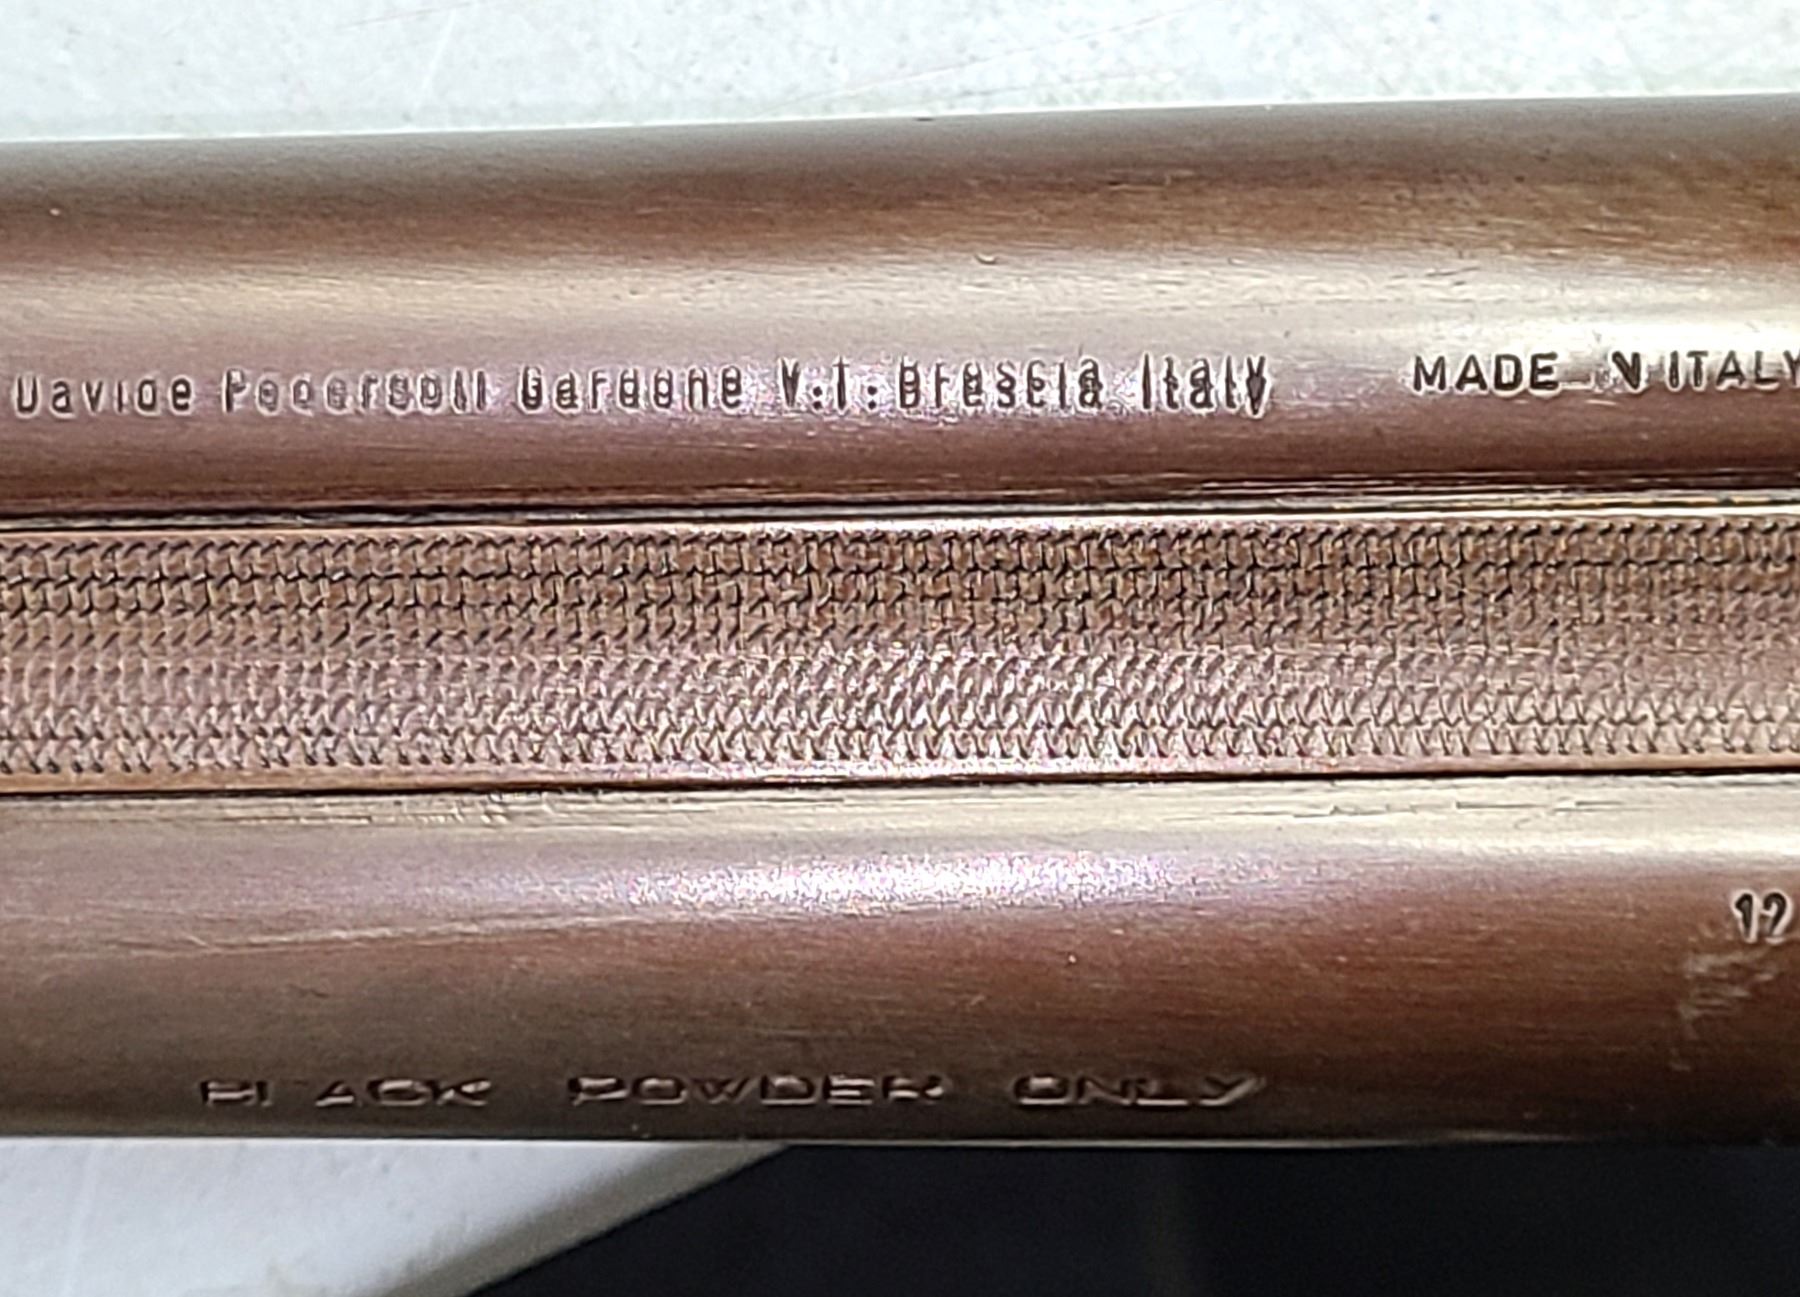 Davide Pedersoli Gardone V.T. Brescia Italy MADE IN ITALY
12
BLACK POWDER ONLY